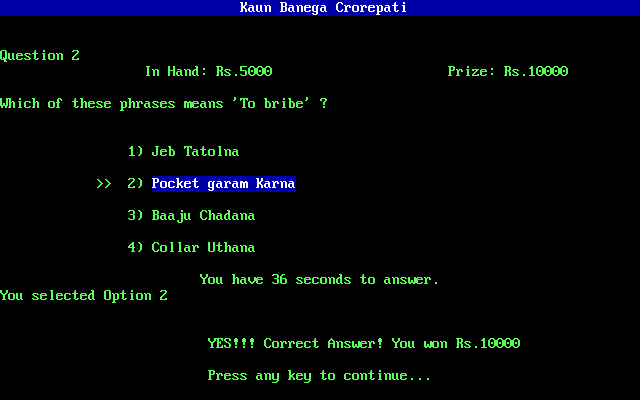 Kaun Banega Crorepati
Question 2
In Hand: Rs.5000 Prize: Rs.10000
Which of these phrases means 'To bribe' ?
1) Jeb Tatolna
>> 2) Pocket garam Karna
3) Baaju Chadana
4) Collar Uthana
You have 36 seconds to answer.
You selected Option 2
YES!!! Correct Answer! You won Rs.10000
Press any key to continue...